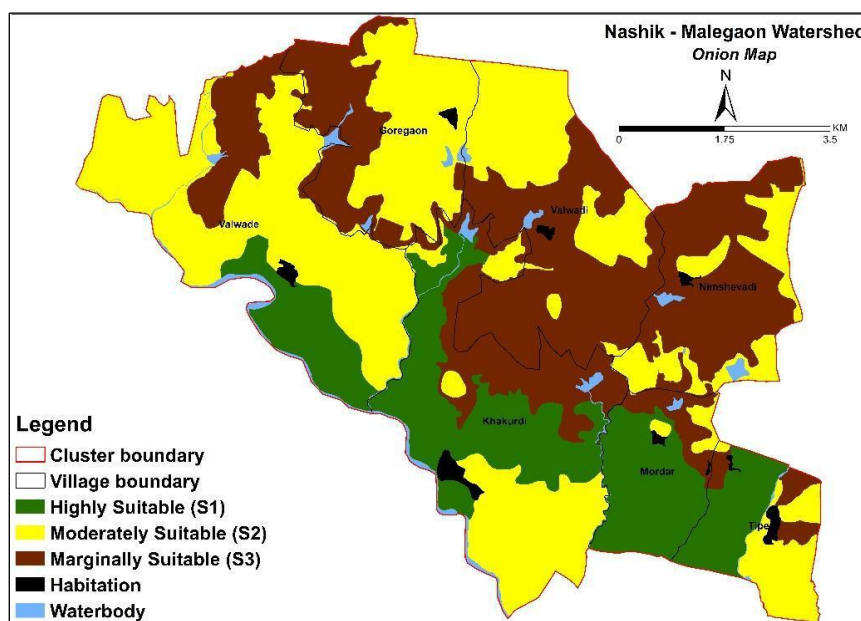 Nashik - Malegaon Watershed
Onion Map
N
KM
0 1.75 3.5
Goregaon
Valwadi
Valwade
Nimshevadi
Khakurdi
Mordar
Tipe
Legend
Cluster boundary
Village boundary
Highly Suitable (S1)
Moderately Suitable (S2)
Marginally Suitable (S3)
Habitation
Waterbody